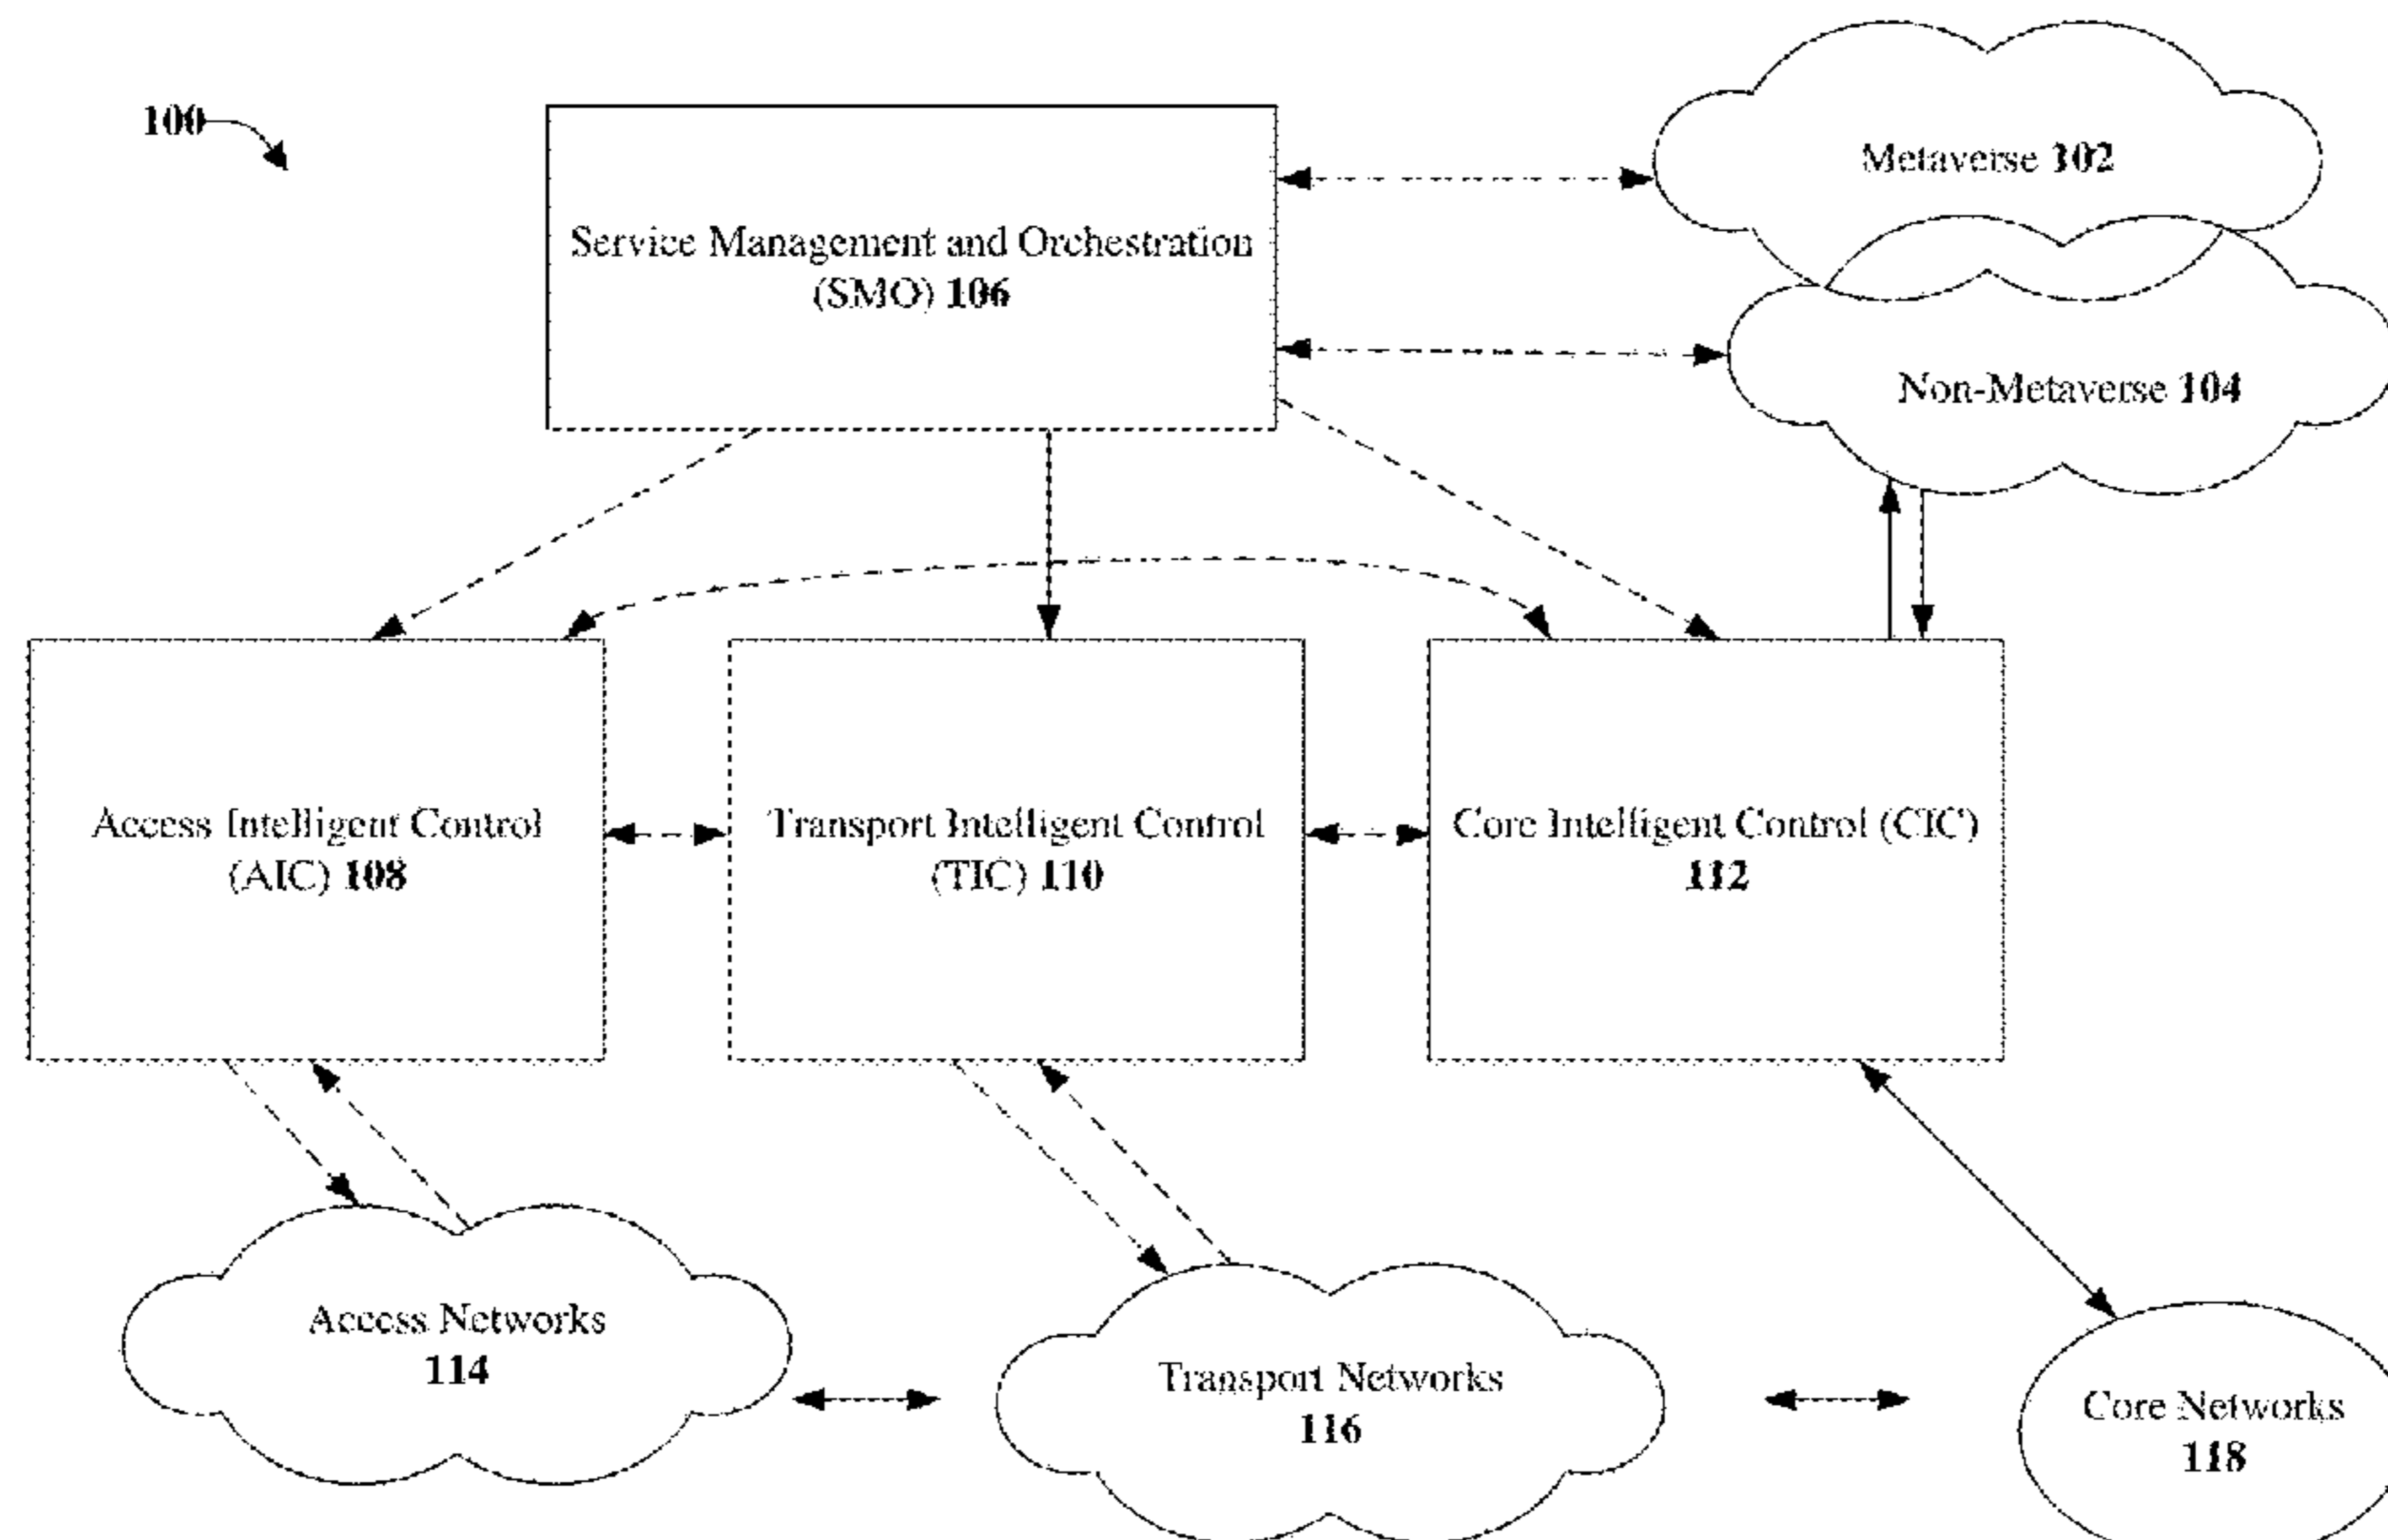 100
Metaverse 102
Service Management and Orchestration
(SMO) 106
Non-Metaverse 104
Access Intelligent Control
(AIC) 108
Transport Intelligent Control
(TIC) 110
Core Intelligent Control (CIC)
112
Access Networks
114
Transport Networks
116
Core Networks
118